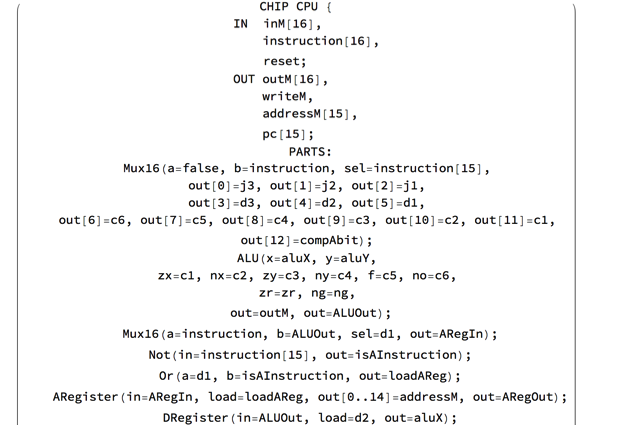 CHIP CPU {
IN inM[16],
instruction[16],
reset;
OUT outM[16],
writeM,
addressM[15],
pc[15];
PARTS:
Mux16(a=false, b=instruction, sel=instruction[15],
out[0]=j3, out[1]=j2, out[2]=j1,
out[3]=d3, out[4]=d2, out[5]=d1,
out[6]=c6, out[7]=c5, out[8]=c4, out[9]=c3, out[10]=c2, out[11]=c1,
out[12]=compAbit);
ALU(x=aluX, y=aluY,
zx=c1, nx=c2, zy=c3, ny=c4, f=c5, no=c6,
zr=zr, ng=ng,
out=outM, out=ALUOut);
Mux16(a=instruction, b=ALUOut, sel=d1, out=ARegIn);
Not(in=instruction[15], out=isAInstruction);
Or(a=d1, b=isAInstruction, out=loadAReg);
ARegister(in=ARegIn, load=loadAReg, out[0..14]=addressM, out=ARegOut);
DRegister(in=ALUOut, load=d2, out=aluX);